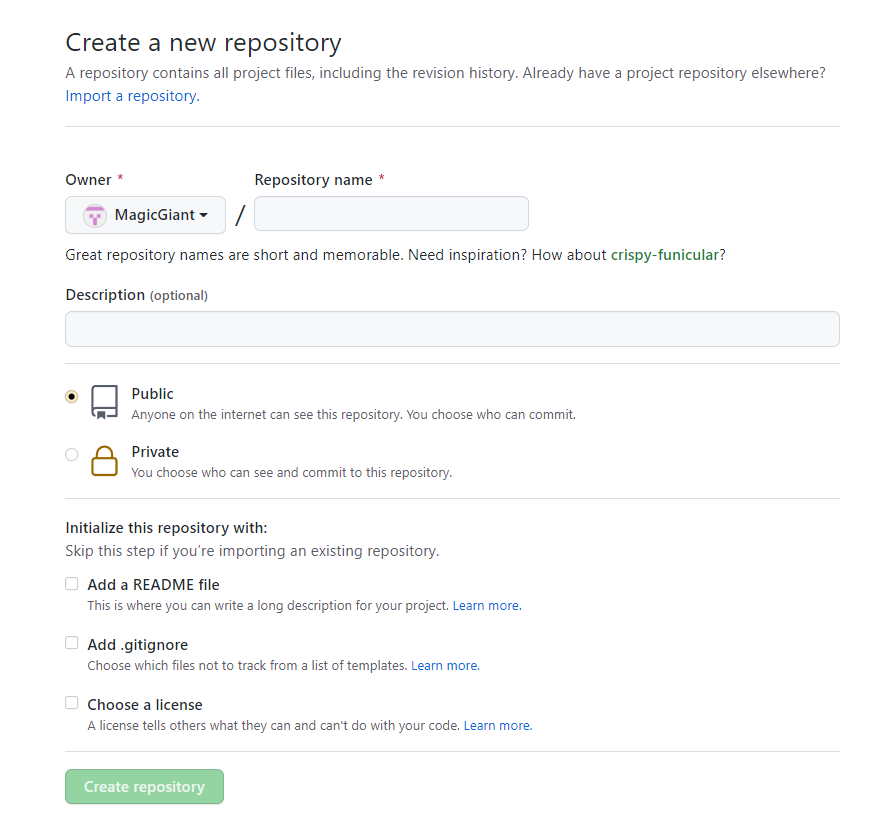 Create a new repository
A repository contains all project files, including the revision history. Already have a project repository elsewhere?
Import a repository.
Owner * Repository name *
MagicGiant /
Great repository names are short and memorable. Need inspiration? How about crispy-funicular?
Description (optional)
Public
Anyone on the internet can see this repository. You choose who can commit.
Private
You choose who can see and commit to this repository.
Initialize this repository with:
Skip this step if you’re importing an existing repository.
Add a README file
This is where you can write a long description for your project. Learn more.
Add .gitignore
Choose which files not to track from a list of templates. Learn more.
Choose a license
A license tells others what they can and can't do with your code. Learn more.
Create repository